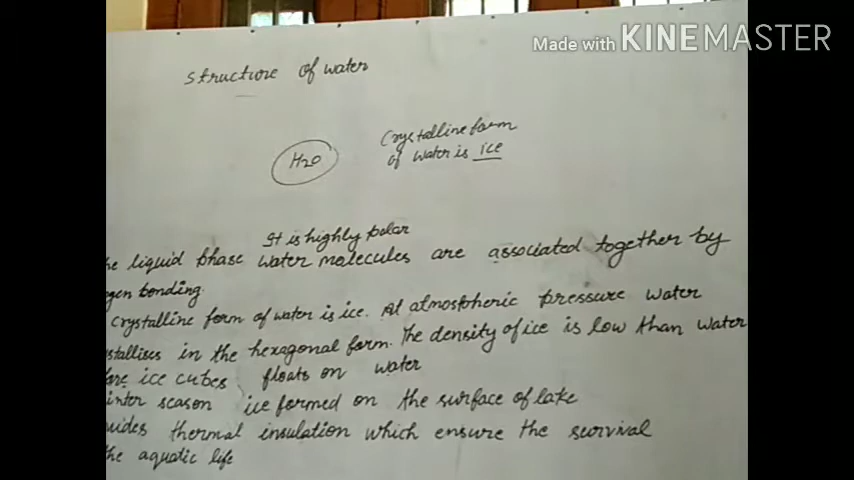 Made with KINEMASTER
Structure of water
H2O
Crystalline form
of water is ice
It is highly polar
he liquid phase water molecules are associated together by
gen bonding.
crystalline form of water is ice. At atmostheric pressure water
stallises in the hexagonal form. The density of ice is low than water
ice cubes floats on water
inter season ice formed on the surface of lake
vides thermal insulation which ensure the survival
the aquatic life